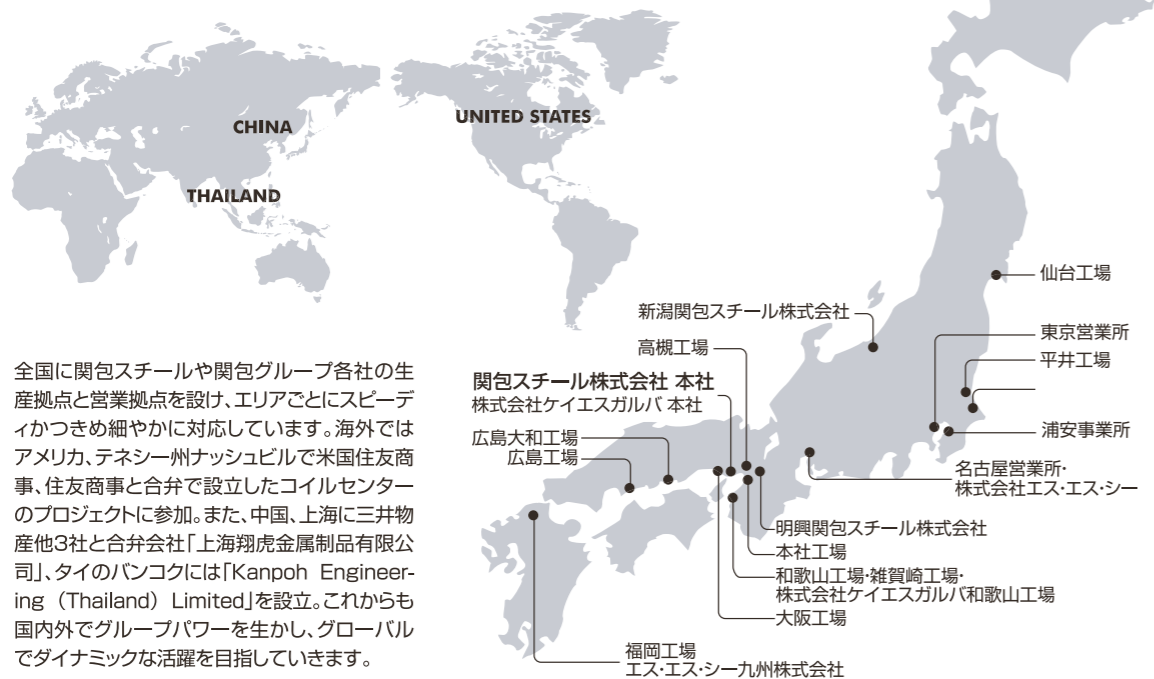 CHINA
UNITED STATES
THAILAND
全国に関包スチールや関包グループ各社の生
産拠点と営業拠点を設け、エリアごとにスピーデ
ィかつきめ細やかに対応しています。海外では
アメリカ、テネシー州ナッシュビルで米国住友商
事、住友商事と合弁で設立したコイルセンター
のプロジェクトに参加。また、中国、上海に三井物
産他3社と合弁会社「上海翔虎金属制品有限公
司」、タイのバンコクには「Kanpoh Engineer-
ing（Thailand）Limited」を設立。これからも
国内外でグループパワーを生かし、グローバル
でダイナミックな活躍を目指していきます。
仙台工場
新潟関包スチール株式会社
東京営業所
高槻工場
平井工場
関包スチール株式会社 本社
株式会社ケイエスガルバ 本社
浦安事業所
広島大和工場
広島工場
名古屋営業所・
株式会社エス・エス・シー
明興関包スチール株式会社
本社工場
和歌山工場・雑賀崎工場・
株式会社ケイエスガルバ和歌山工場
大阪工場
福岡工場
エス・エス・シー九州株式会社